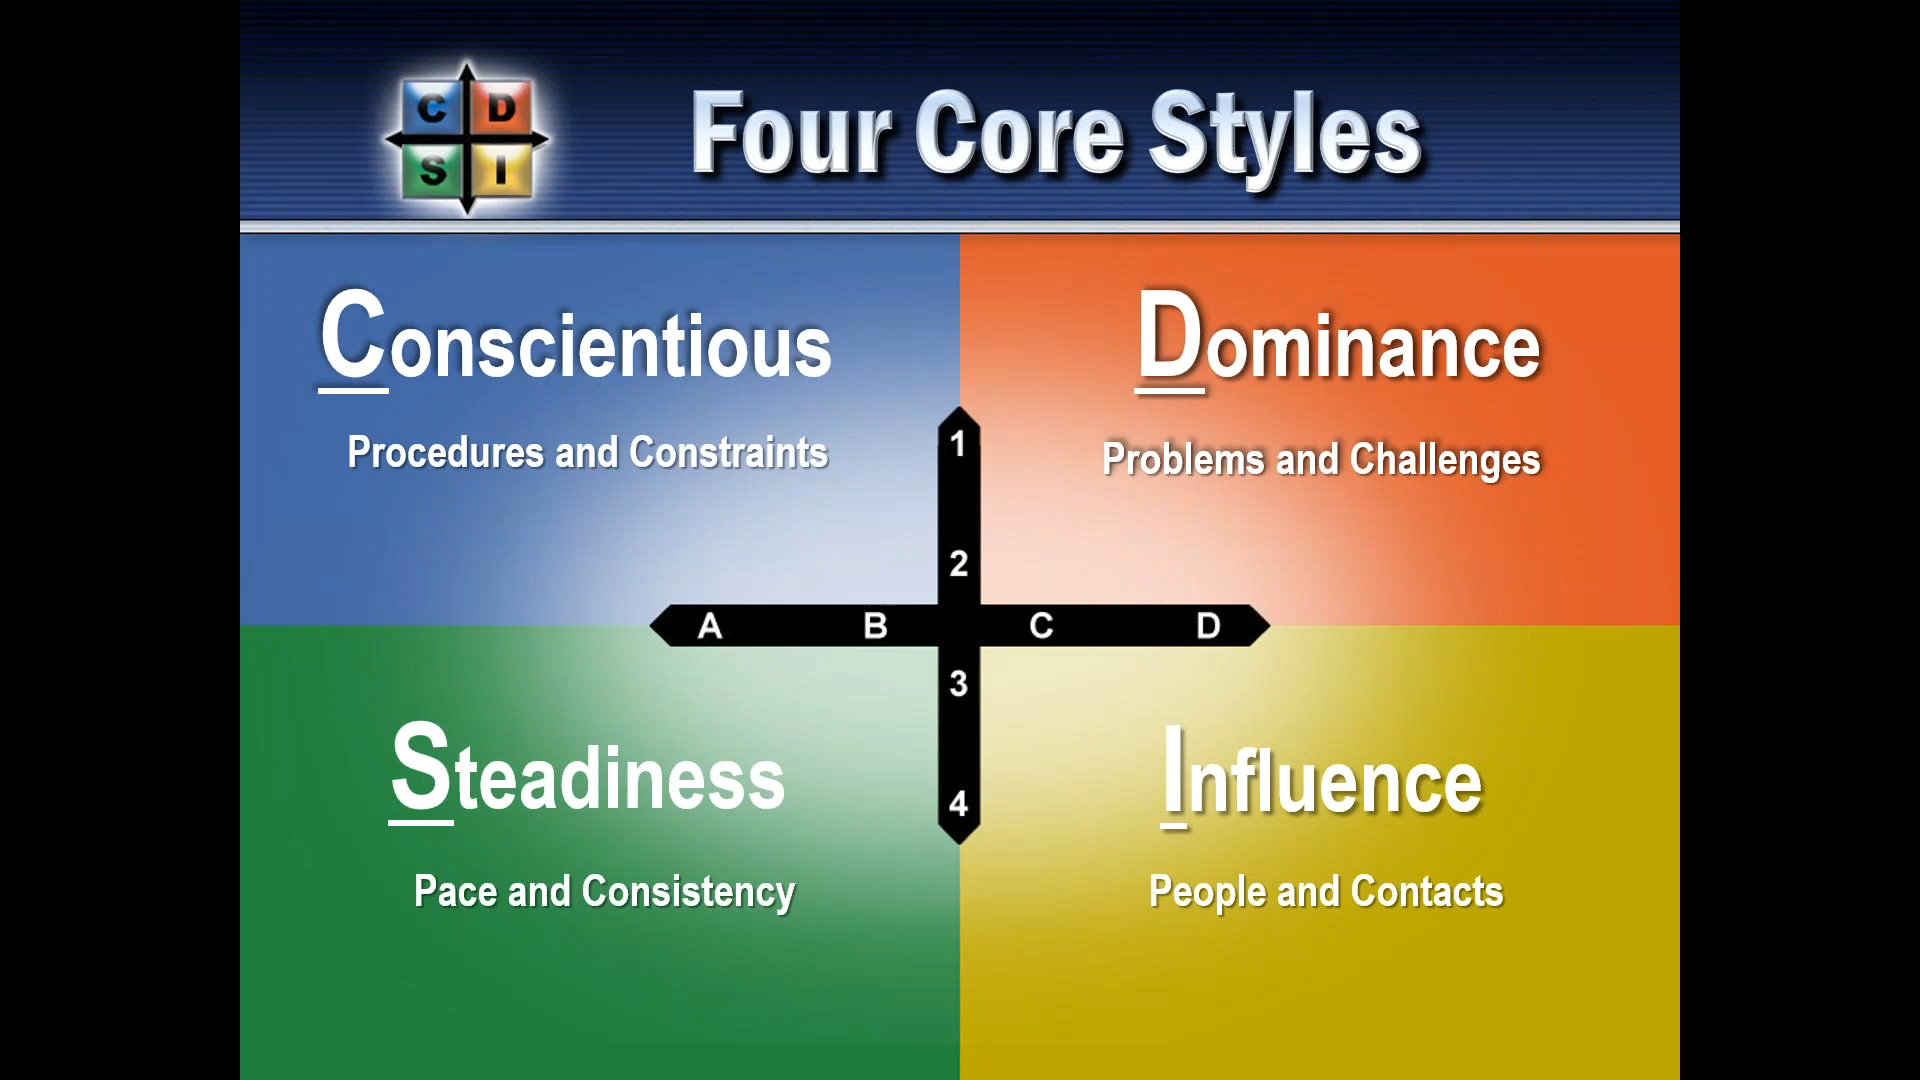 C D
S I
Four Core Styles
Conscientious
Procedures and Constraints
Dominance
Problems and Challenges
1
2
A B C D
3
4
Steadiness
Pace and Consistency
Influence
People and Contacts